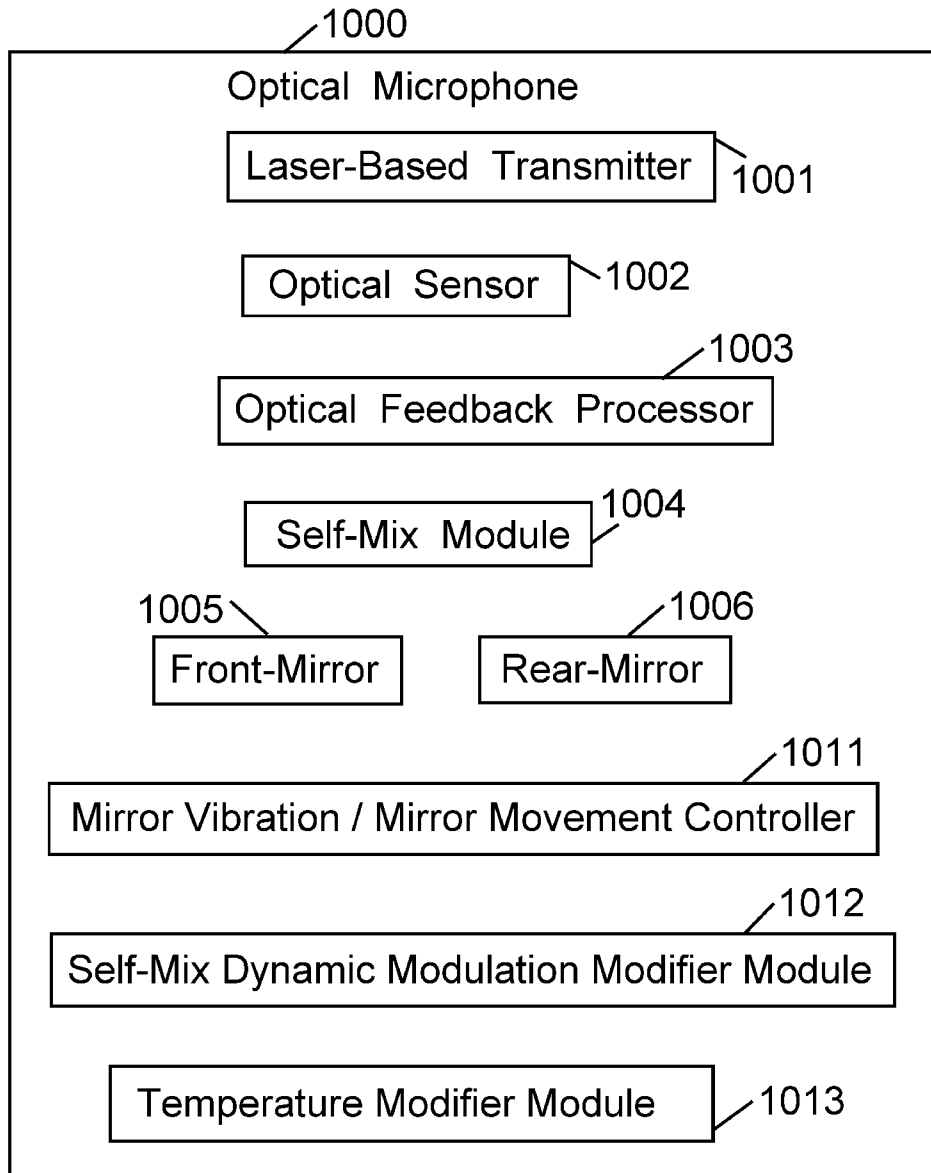 1000
Optical Microphone
Laser-Based Transmitter
1001
Optical Sensor
1002
1003
Optical Feedback Processor
1004
Self-Mix Module
1005
1006
Front-Mirror
Rear-Mirror
1011
Mirror Vibration / Mirror Movement Controller
1012
Self-Mix Dynamic Modulation Modifier Module
Temperature Modifier Module
1013